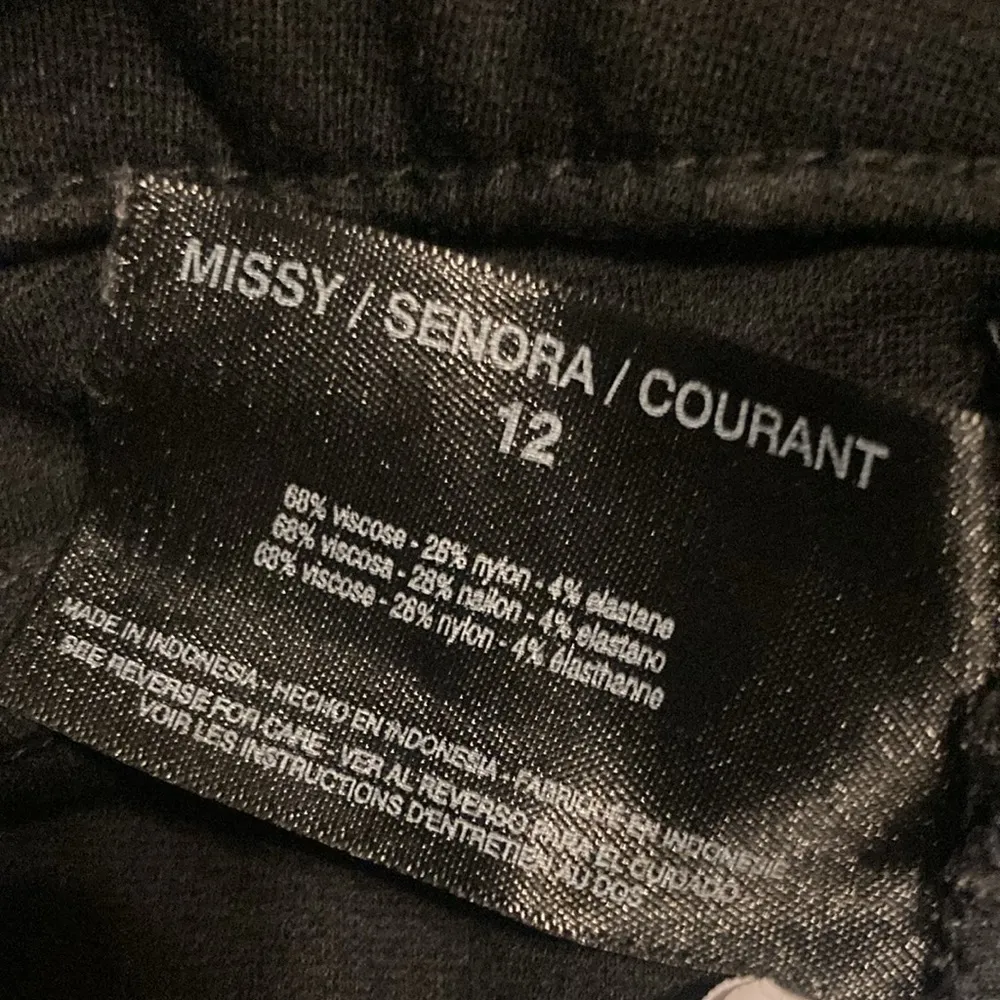 MISSY / SENORA / COURANT
12
68% viscose - 28% nylon - 4% elastane
68% viscosa - 28% nailon - 4% elastano
68% viscose - 28% nylon - 4% élasthanne
MADE IN INDONESIA - HECHO EN INDONESIA - FABRIQUÉ EN INDONÉSIE
SEE REVERSE FOR CARE - VER AL REVERSO PARA EL CUIDADO
VOIR LES INSTRUCTIONS D'ENTRETIEN AU DOS